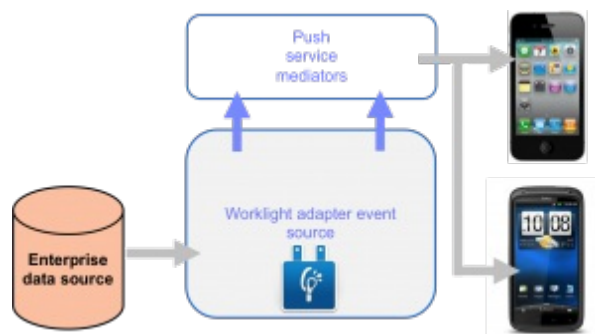 Push
service
mediators
Worklight adapter event
source
Enterprise
data source
10 08